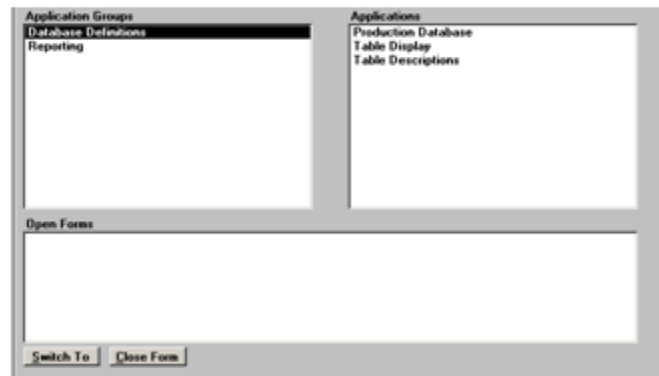 Application Groups
Database Definitions
Reporting
Applications
Production Database
Table Display
Table Descriptions
Open Forms
Switch To
Close Form